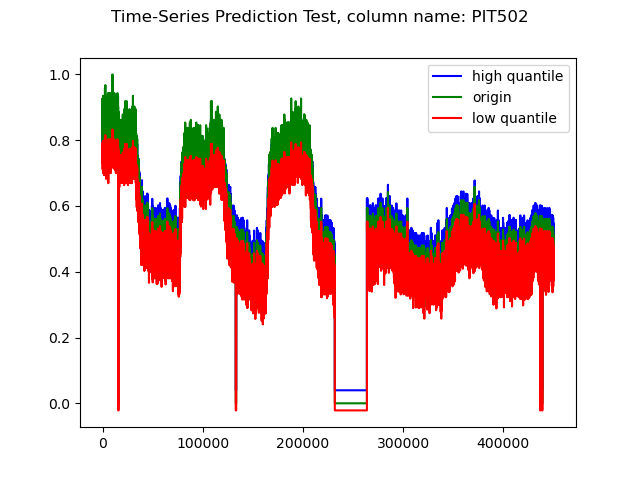 Time-Series Prediction Test, column name: PIT502
high quantile
origin
low quantile
1.0
0.8
0.6
0.4
0.2
0.0
0
100000
200000
300000
400000